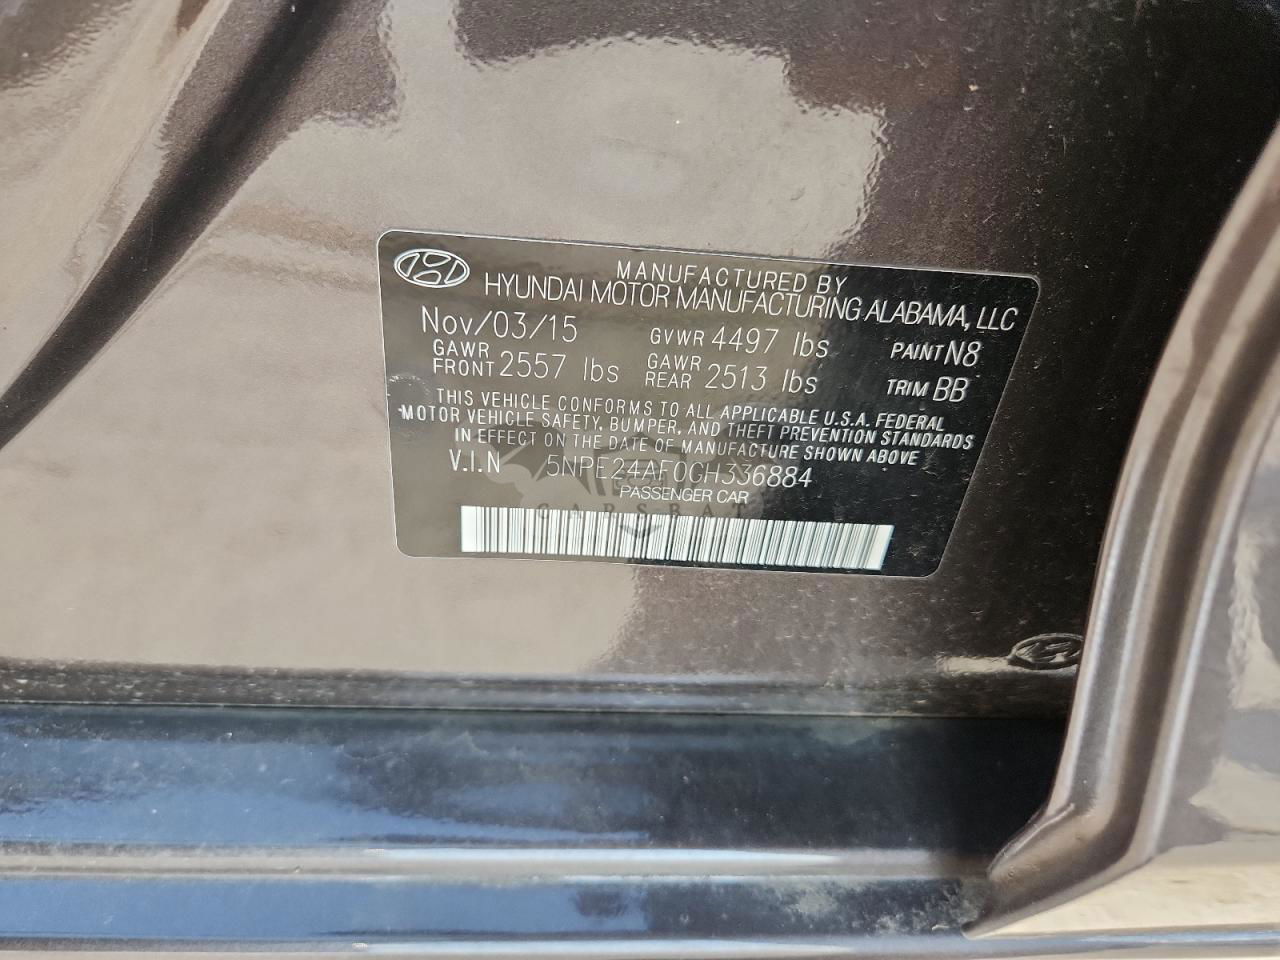 MANUFACTURED BY
HYUNDAI MOTOR MANUFACTURING ALABAMA, LLC
Nov/03/15 GVWR 4497 lbs PAINT N8
GAWR FRONT 2557 lbs GAWR REAR 2513 lbs TRIM BB
THIS VEHICLE CONFORMS TO ALL APPLICABLE U.S.A. FEDERAL
MOTOR VEHICLE SAFETY, BUMPER, AND THEFT PREVENTION STANDARDS
IN EFFECT ON THE DATE OF MANUFACTURE SHOWN ABOVE
V.I.N 5NPE24AF0GH336884
PASSENGER CAR
CARSBAT